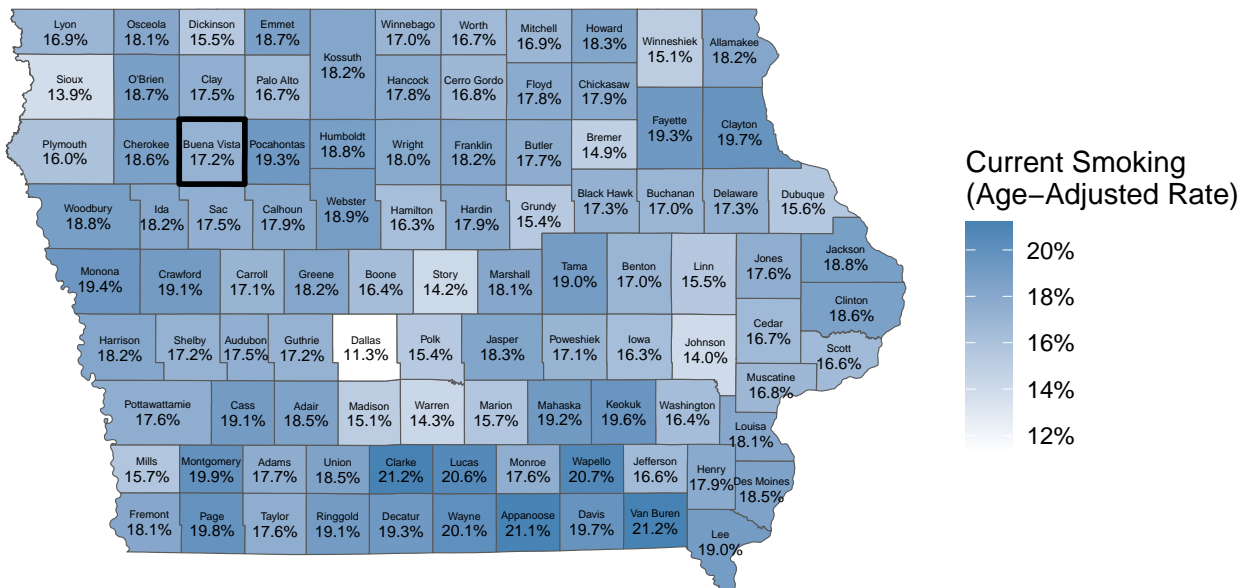 Lyon
16.9%
Osceola
18.1%
Dickinson
15.5%
Emmet
18.7%
Kossuth
18.2%
Winnebago
17.0%
Worth
16.7%
Mitchell
16.9%
Howard
18.3%
Winneshiek
15.1%
Allamakee
18.2%
Sioux
13.9%
O'Brien
18.7%
Clay
17.5%
Palo Alto
16.7%
Hancock
17.8%
Cerro Gordo
16.8%
Floyd
17.8%
Chickasaw
17.9%
Fayette
19.3%
Clayton
19.7%
Plymouth
16.0%
Cherokee
18.6%
Buena Vista
17.2%
Pocahontas
19.3%
Humboldt
18.8%
Wright
18.0%
Franklin
18.2%
Butler
17.7%
Bremer
14.9%
Woodbury
18.8%
Ida
18.2%
Sac
17.5%
Calhoun
17.9%
Webster
18.9%
Hamilton
16.3%
Hardin
17.9%
Grundy
15.4%
Black Hawk
17.3%
Buchanan
17.0%
Delaware
17.3%
Dubuque
15.6%
Monona
19.4%
Crawford
19.1%
Carroll
17.1%
Greene
18.2%
Boone
16.4%
Story
14.2%
Marshall
18.1%
Tama
19.0%
Benton
17.0%
Linn
15.5%
Jones
17.6%
Jackson
18.8%
Clinton
18.6%
Harrison
18.2%
Shelby
17.2%
Audubon
17.5%
Guthrie
17.2%
Dallas
11.3%
Polk
15.4%
Jasper
18.3%
Poweshiek
17.1%
Iowa
16.3%
Johnson
14.0%
Cedar
16.7%
Scott
16.6%
Muscatine
16.8%
Pottawattamie
17.6%
Cass
19.1%
Adair
18.5%
Madison
15.1%
Warren
14.3%
Marion
15.7%
Mahaska
19.2%
Keokuk
19.6%
Washington
16.4%
Louisa
18.1%
Mills
15.7%
Montgomery
19.9%
Adams
17.7%
Union
18.5%
Clarke
21.2%
Lucas
20.6%
Monroe
17.6%
Wapello
20.7%
Jefferson
16.6%
Henry
17.9%
Des Moines
18.5%
Fremont
18.1%
Page
19.8%
Taylor
17.6%
Ringgold
19.1%
Decatur
19.3%
Wayne
20.1%
Appanoose
21.1%
Davis
19.7%
Van Buren
21.2%
Lee
19.0%
Current Smoking
(Age−Adjusted Rate)
20%
18%
16%
14%
12%